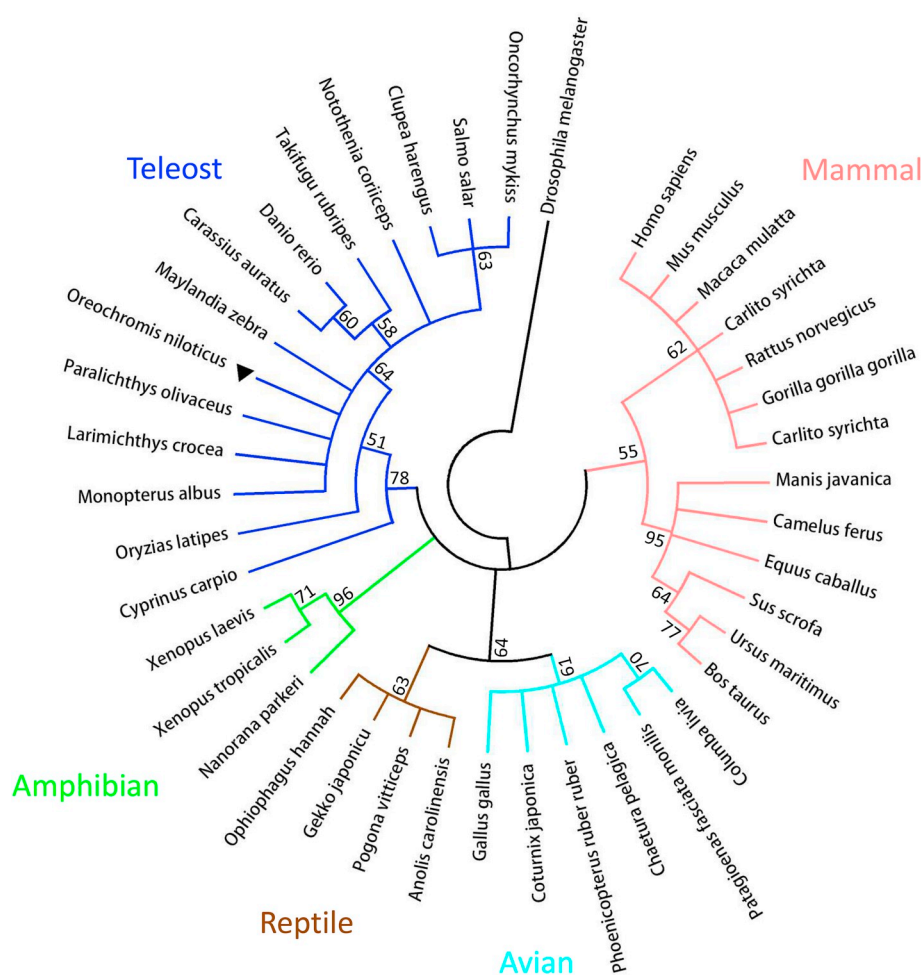 Teleost
Mammal
Drosophila melanogaster
Oncorhynchus mykiss
Salmo salar
Clupea harengus
Notothenia coriiceps
Takifugu rubripes
Danio rerio
Carassius auratus
Maylandia zebra
Oreochromis niloticus
Paralichthys olivaceus
Larimichthys crocea
Monopterus albus
Oryzias latipes
Cyprinus carpio
Xenopus laevis
Xenopus tropicalis
Nanorana parkeri
Amphibian
Ophiophagus hannah
Gekko japonicu
Pogona vitticeps
Anolis carolinensis
Reptile
Gallus gallus
Coturnix japonica
Phoenicopterus ruber ruber
Chaetura pelagica
Patagioenas fasciata monilis
Columba livia
Avian
Bos taurus
Ursus maritimus
Sus scrofa
Equus caballus
Camelus ferus
Manis javanica
Carlito syrichta
Gorilla gorilla gorilla
Rattus norvegicus
Carlito syrichta
Macaca mulatta
Mus musculus
Homo sapiens
63
58
60
64
51
78
71
96
63
64
61
70
77
64
95
55
62